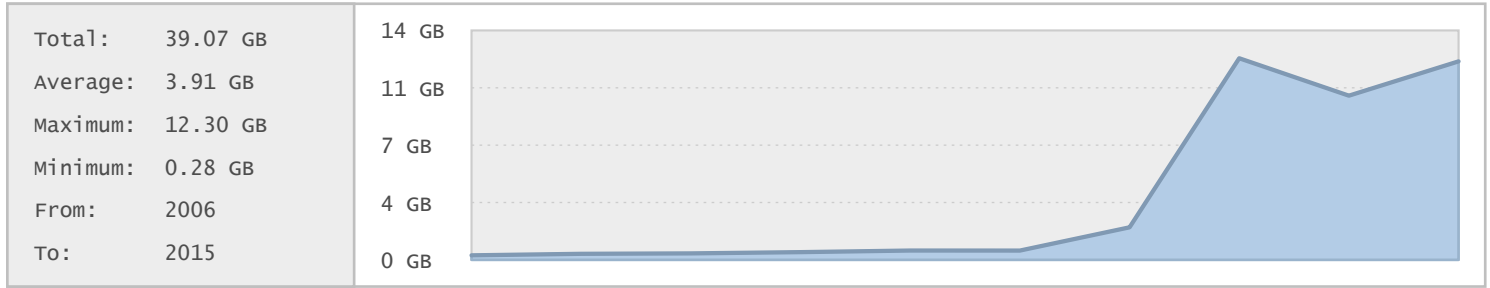 Total: 39.07 GB
Average: 3.91 GB
Maximum: 12.30 GB
Minimum: 0.28 GB
From: 2006
To: 2015
14 GB
11 GB
7 GB
4 GB
0 GB